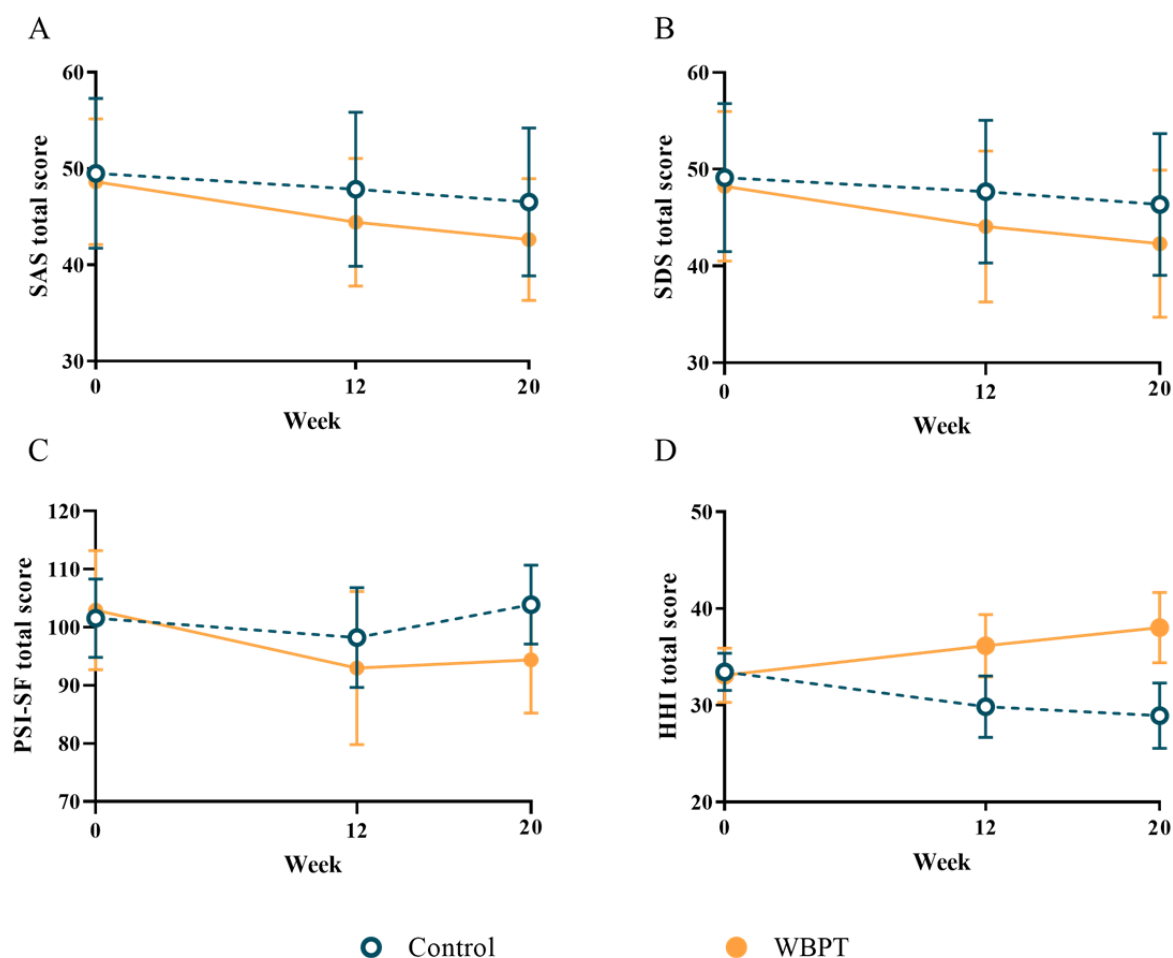 A
SAS total score
60
50
40
30
0
12
20
Week
B
SDS total score
60
50
40
30
0
12
20
Week
C
PSI-SF total score
120
110
100
90
80
70
0
12
20
Week
D
HHI total score
50
40
30
20
0
12
20
Week
Control
WBPT